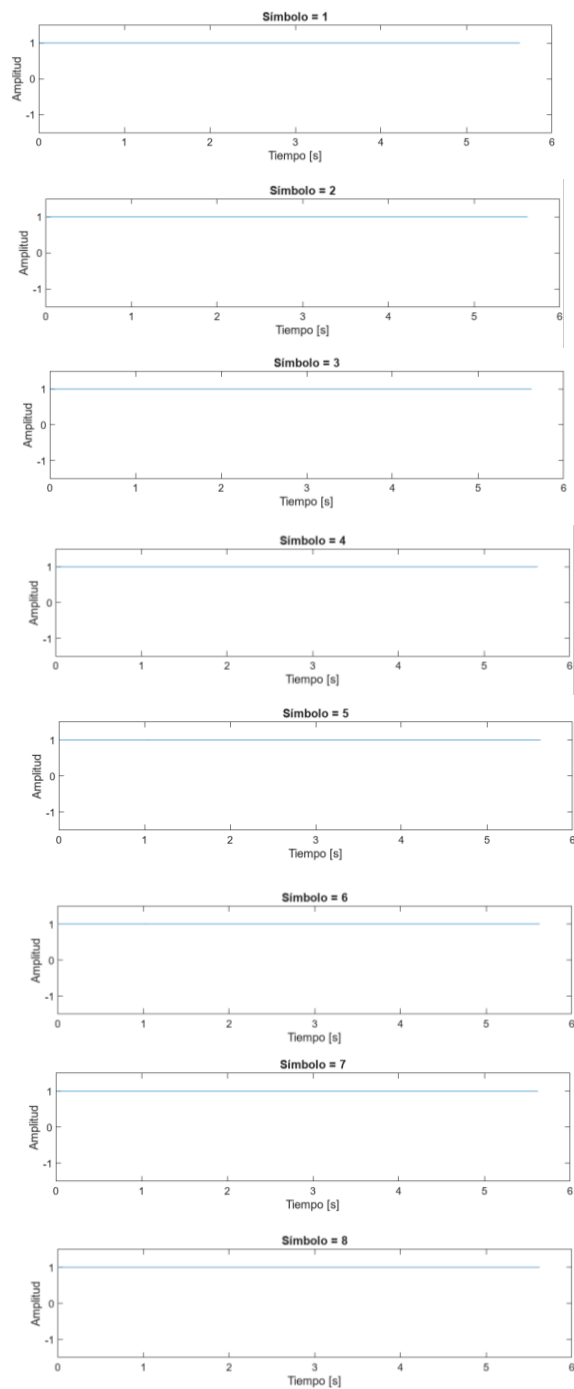 Símbolo = 1
1
0
-1
Amplitud
0 1 2 3 4 5 6
Tiempo [s]
Símbolo = 2
1
0
-1
Amplitud
0 1 2 3 4 5 6
Tiempo [s]
Símbolo = 3
1
0
-1
Amplitud
0 1 2 3 4 5 6
Tiempo [s]
Símbolo = 4
1
0
-1
Amplitud
0 1 2 3 4 5 6
Tiempo [s]
Símbolo = 5
1
0
-1
Amplitud
0 1 2 3 4 5 6
Tiempo [s]
Símbolo = 6
1
0
-1
Amplitud
0 1 2 3 4 5 6
Tiempo [s]
Símbolo = 7
1
0
-1
Amplitud
0 1 2 3 4 5 6
Tiempo [s]
Símbolo = 8
1
0
-1
Amplitud
0 1 2 3 4 5 6
Tiempo [s]